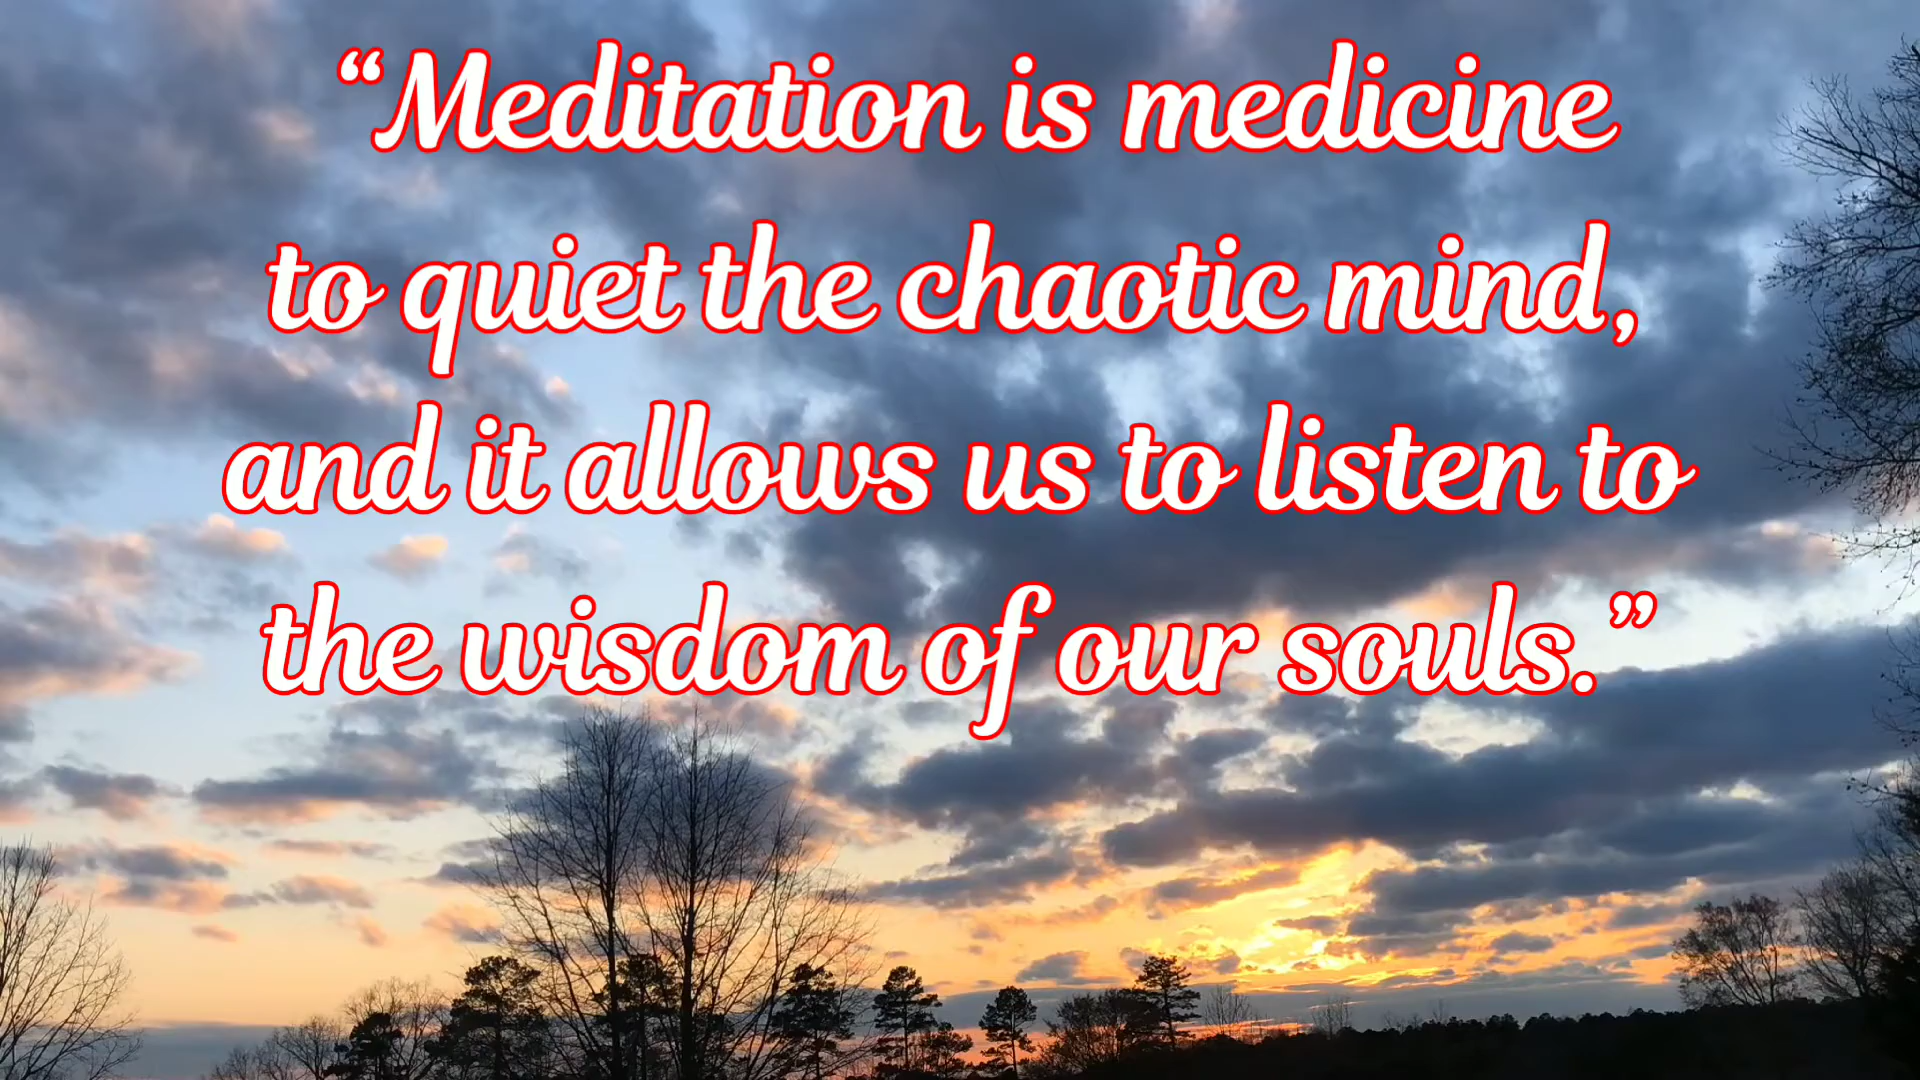 “Meditation is medicine
to quiet the chaotic mind,
and it allows us to listen to
the wisdom of our souls.”